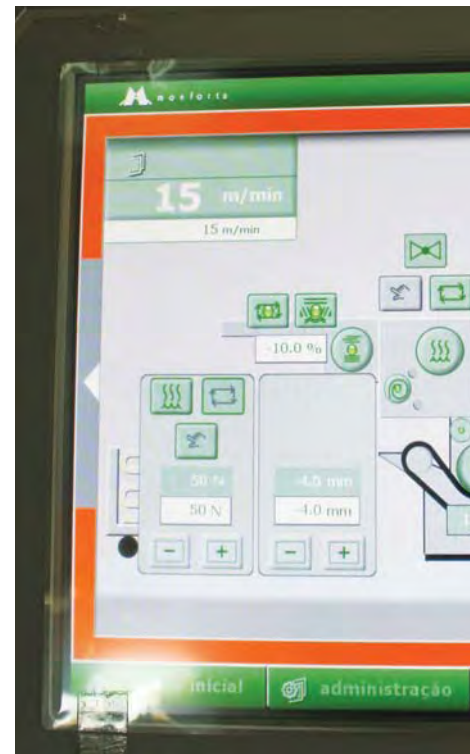 monforts
15 m/min
15 m/min
-10.0 %
50 N
-4.0 mm
50 N
-4.0 mm
- +
- +
inicial
administração